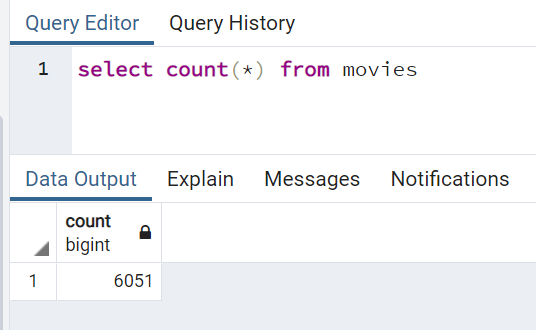 Query Editor Query History
1 select count(*) from movies
Data Output Explain Messages Notifications
count
bigint
1 6051